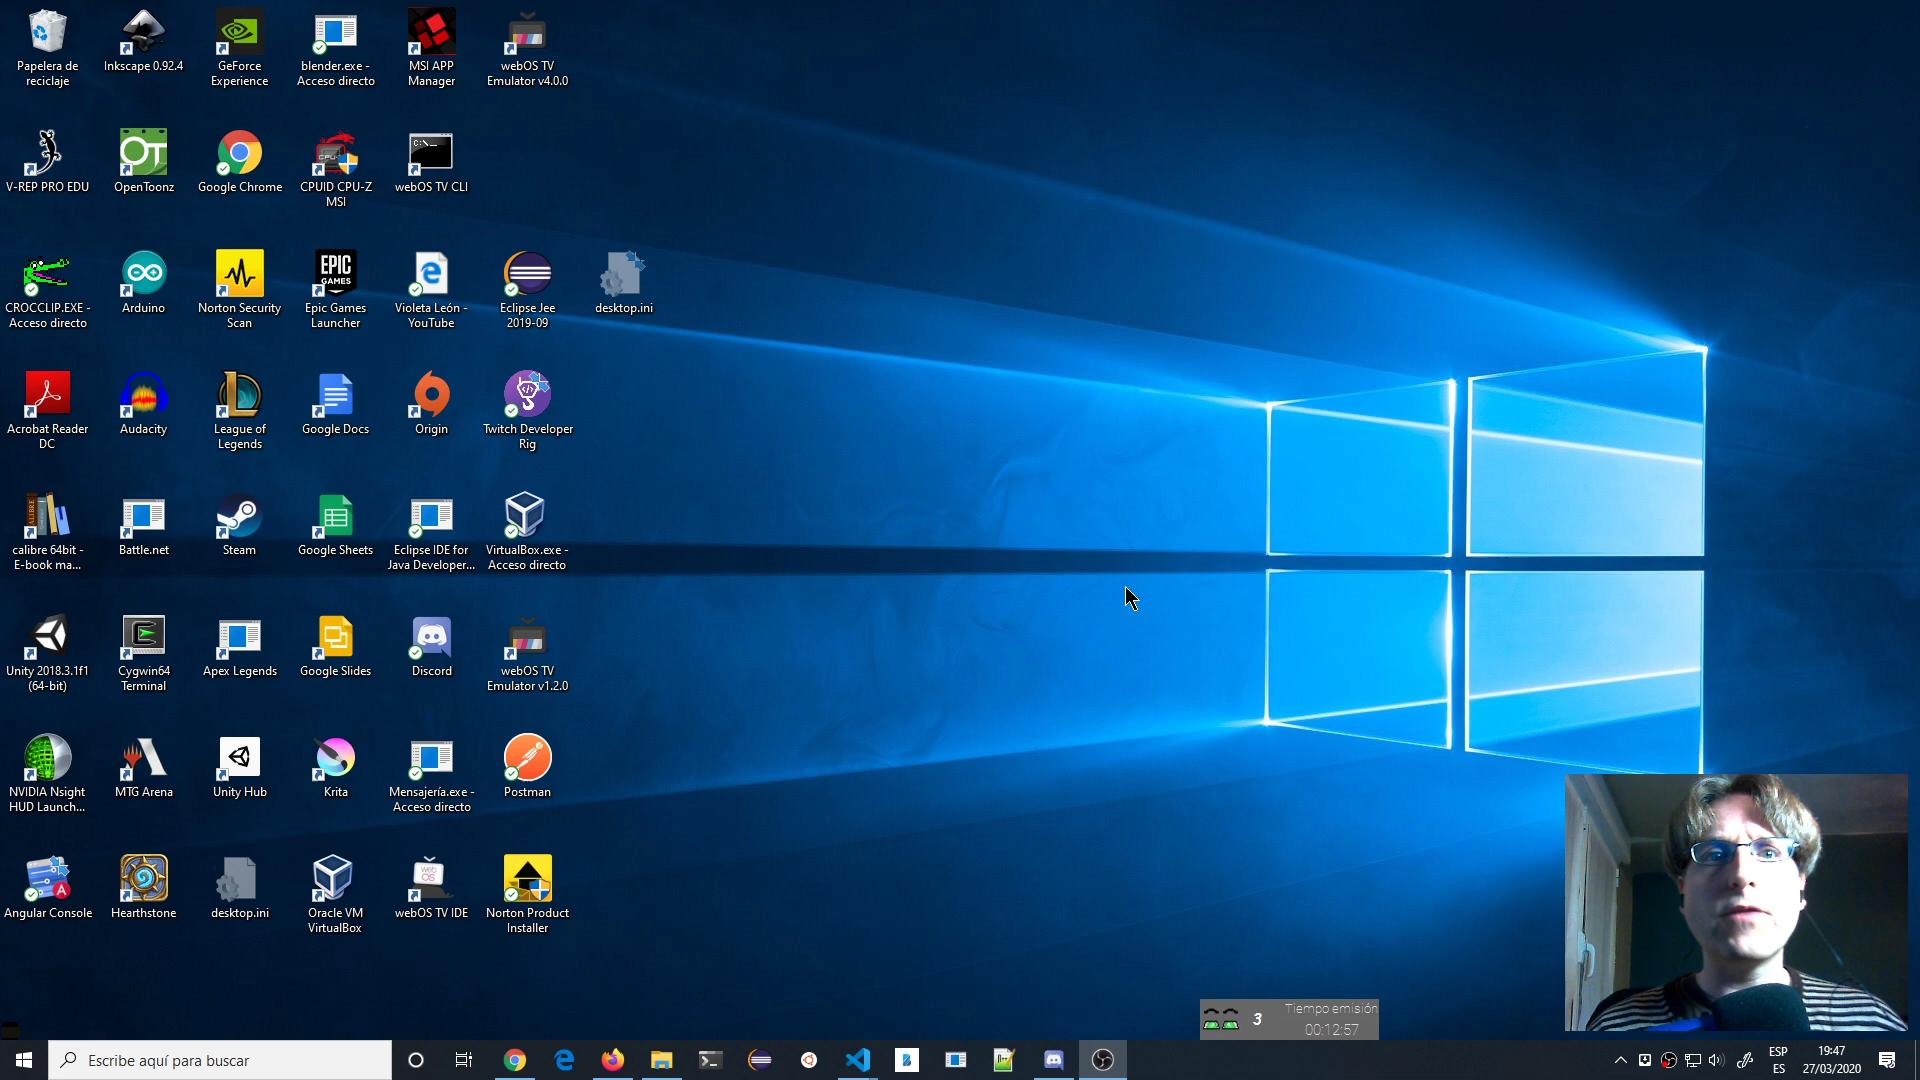 Papelera de
reciclaje
Inkscape 0.92.4
GeForce
Experience
blender.exe -
Acceso directo
MSI APP
Manager
webOS TV
Emulator v4.0.0
V-REP PRO EDU
OT
OpenToonz
Google Chrome
CPUID CPU-Z
MSI
C:\_
webOS TV CLI
CROCCLIP.EXE -
Acceso directo
Arduino
Norton Security
Scan
EPIC
GAMES
Epic Games
Launcher
Violeta León -
YouTube
Eclipse Jee
2019-09
desktop.ini
Acrobat Reader
DC
Audacity
League of
Legends
Google Docs
Origin
Twitch Developer
Rig
calibre 64bit -
E-book ma...
Battle.net
Steam
Google Sheets
Eclipse IDE for
Java Developer...
VirtualBox.exe -
Acceso directo
Unity 2018.3.1f1
(64-bit)
Cygwin64
Terminal
Apex Legends
Google Slides
Discord
webOS TV
Emulator v1.2.0
NVIDIA Nsight
HUD Launch...
MTG Arena
Unity Hub
Krita
Mensajería.exe -
Acceso directo
Postman
Angular Console
Hearthstone
desktop.ini
Oracle VM
VirtualBox
web
OS
webOS TV IDE
Norton Product
Installer
3
Tiempo emisión
00:12:57
Escribe aquí para buscar
ESP
ES
19:47
27/03/2020